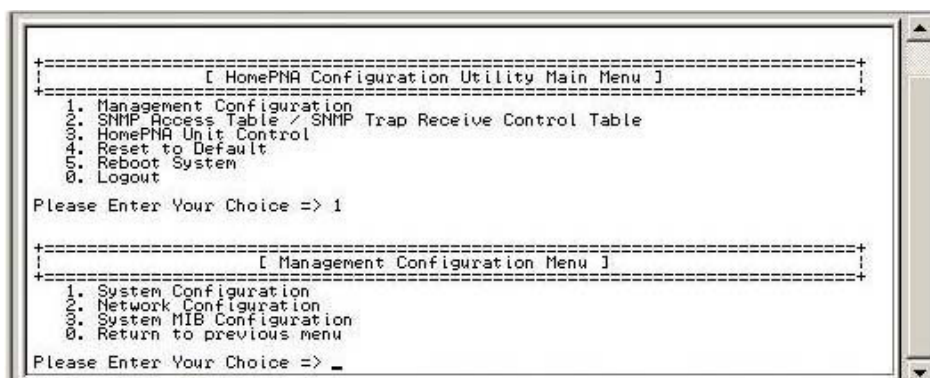 +=============================================================================+
¦                [ HomePNA Configuration Utility Main Menu ]                  ¦
+=============================================================================+
1. Management Configuration
2. SNMP Access Table / SNMP Trap Receive Control Table
3. HomePNA Unit Control
4. Reset to Default
5. Reboot System
0. Logout
Please Enter Your Choice => 1
+=============================================================================+
¦                     [ Management Configuration Menu ]                       ¦
+=============================================================================+
1. System Configuration
2. Network Configuration
3. System MIB Configuration
0. Return to previous menu
Please Enter Your Choice => _